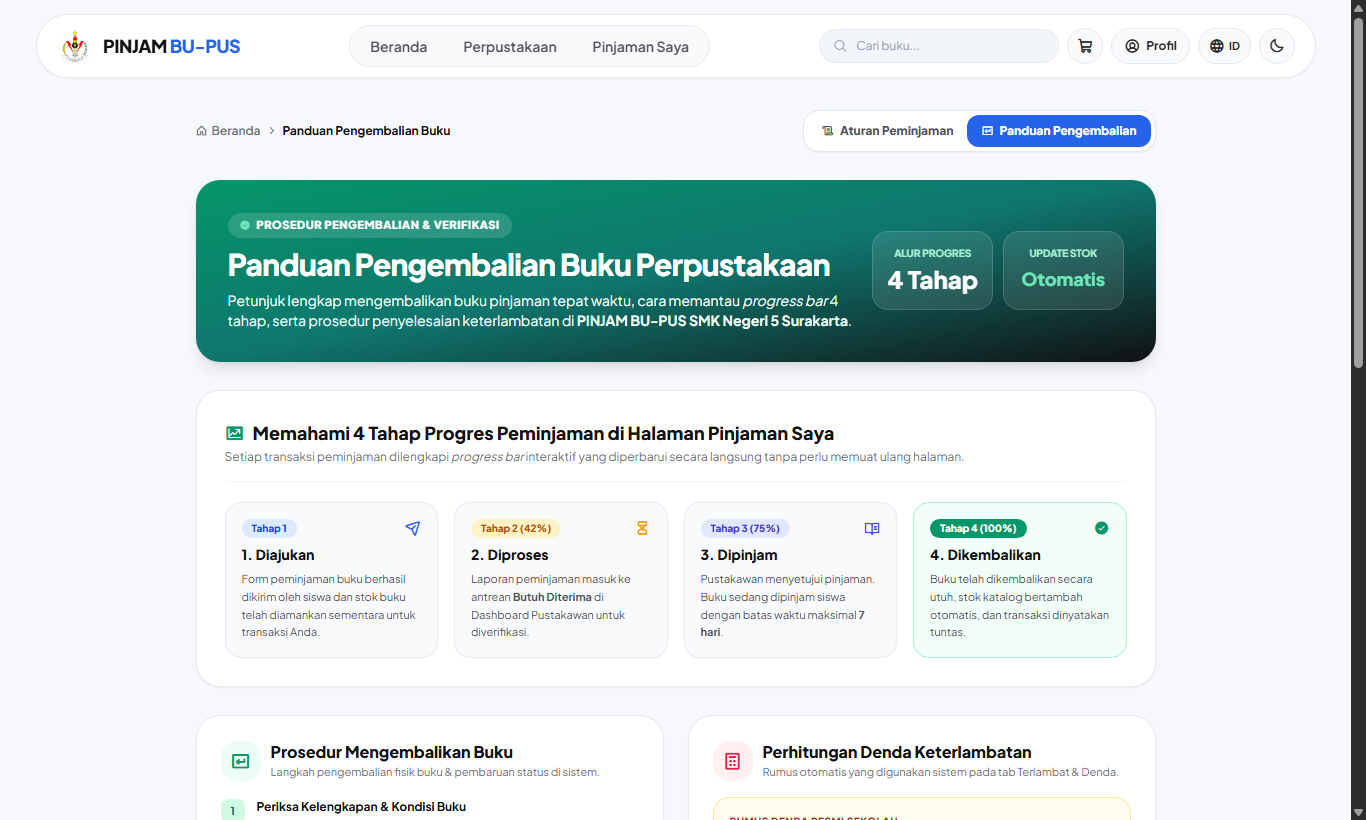 PINJAM BU-PUS
Beranda
Perpustakaan
Pinjaman Saya
Cari buku...
Profil
ID
Beranda > Panduan Pengembalian Buku
Aturan Peminjaman
Panduan Pengembalian
PROSEDUR PENGEMBALIAN & VERIFIKASI
Panduan Pengembalian Buku Perpustakaan
Petunjuk lengkap mengembalikan buku pinjaman tepat waktu, cara memantau progress bar 4
tahap, serta prosedur penyelesaian keterlambatan di PINJAM BU-PUS SMK Negeri 5 Surakarta.
ALUR PROGRES
4 Tahap
UPDATE STOK
Otomatis
Memahami 4 Tahap Progres Peminjaman di Halaman Pinjaman Saya
Setiap transaksi peminjaman dilengkapi progress bar interaktif yang diperbarui secara langsung tanpa perlu memuat ulang halaman.
Tahap 1
1. Diajukan
Form peminjaman buku berhasil
dikirim oleh siswa dan stok buku
telah diamankan sementara untuk
transaksi Anda.
Tahap 2 (42%)
2. Diproses
Laporan peminjaman masuk ke
antrean Butuh Diterima di
Dashboard Pustakawan untuk
diverifikasi.
Tahap 3 (75%)
3. Dipinjam
Pustakawan menyetujui pinjaman.
Buku sedang dipinjam siswa
dengan batas waktu maksimal 7
hari.
Tahap 4 (100%)
4. Dikembalikan
Buku telah dikembalikan secara
utuh, stok katalog bertambah
otomatis, dan transaksi dinyatakan
tuntas.
Prosedur Mengembalikan Buku
Langkah pengembalian fisik buku & pembaruan status di sistem.
1
Periksa Kelengkapan & Kondisi Buku
Perhitungan Denda Keterlambatan
Rumus otomatis yang digunakan sistem pada tab Terlambat & Denda.
RUMUS DENDA RESMI SEKOLAH